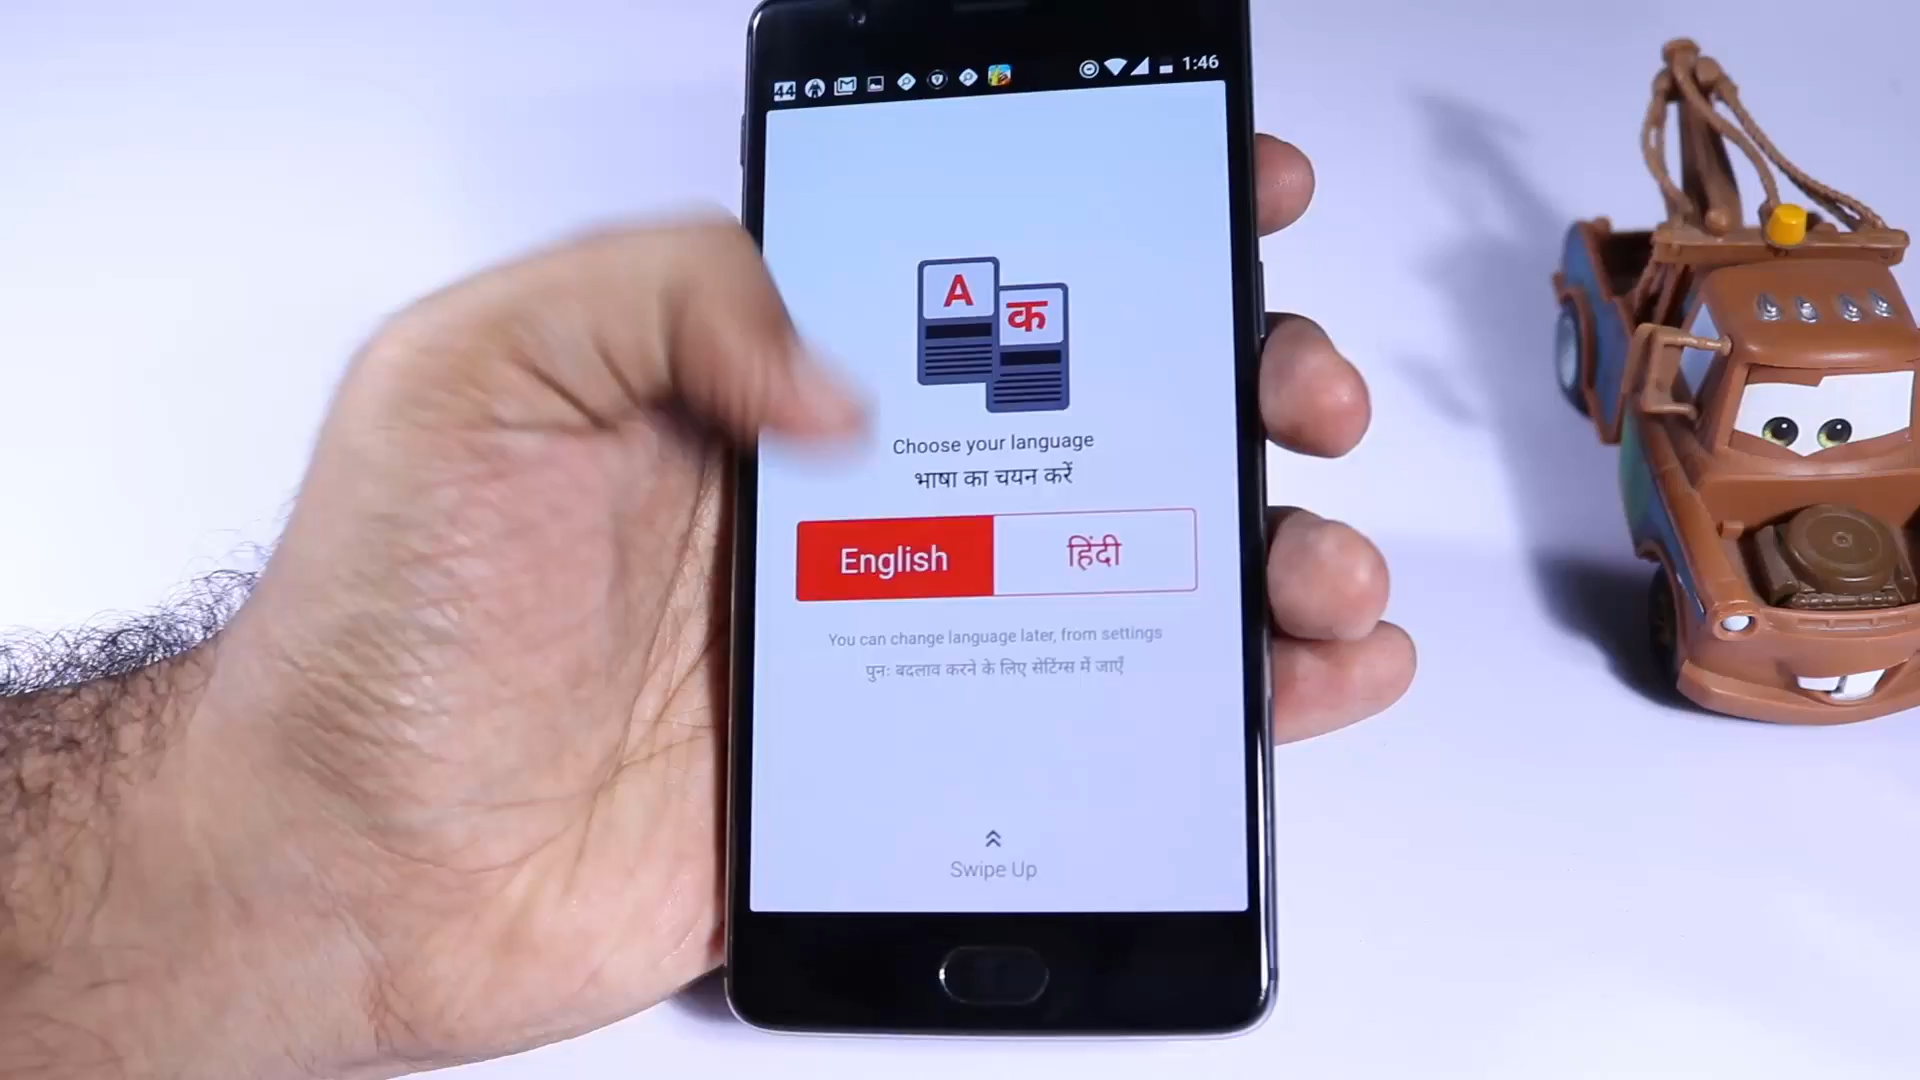 44 1:46
A
क
Choose your language
भाषा का चयन करें
English हिंदी
You can change language later, from settings
पुनः बदलाव करने के लिए सेटिंग्स में जाएँ
Swipe Up